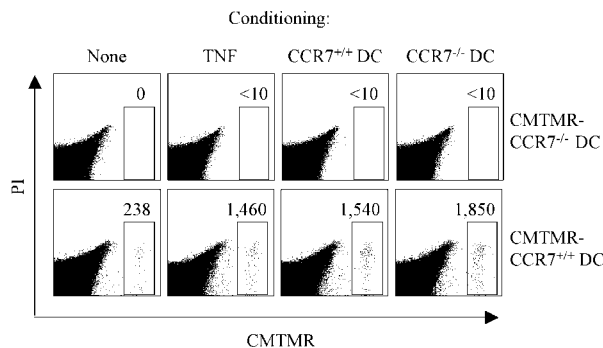 Conditioning:
None TNF CCR7+/+ DC CCR7-/- DC
0 <10 <10 <10
CMTMR-
CCR7-/- DC
PI
238 1,460 1,540 1,850
CMTMR-
CCR7+/+ DC
CMTMR